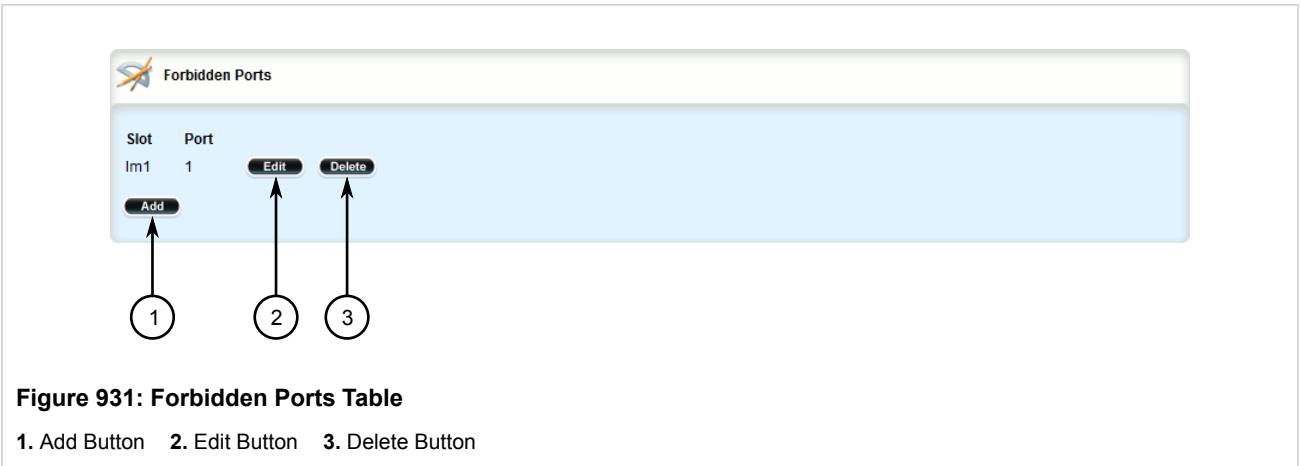 Forbidden Ports
Slot Port
lm1 1 Edit Delete
Add
1 2 3
Figure 931: Forbidden Ports Table
1. Add Button 2. Edit Button 3. Delete Button